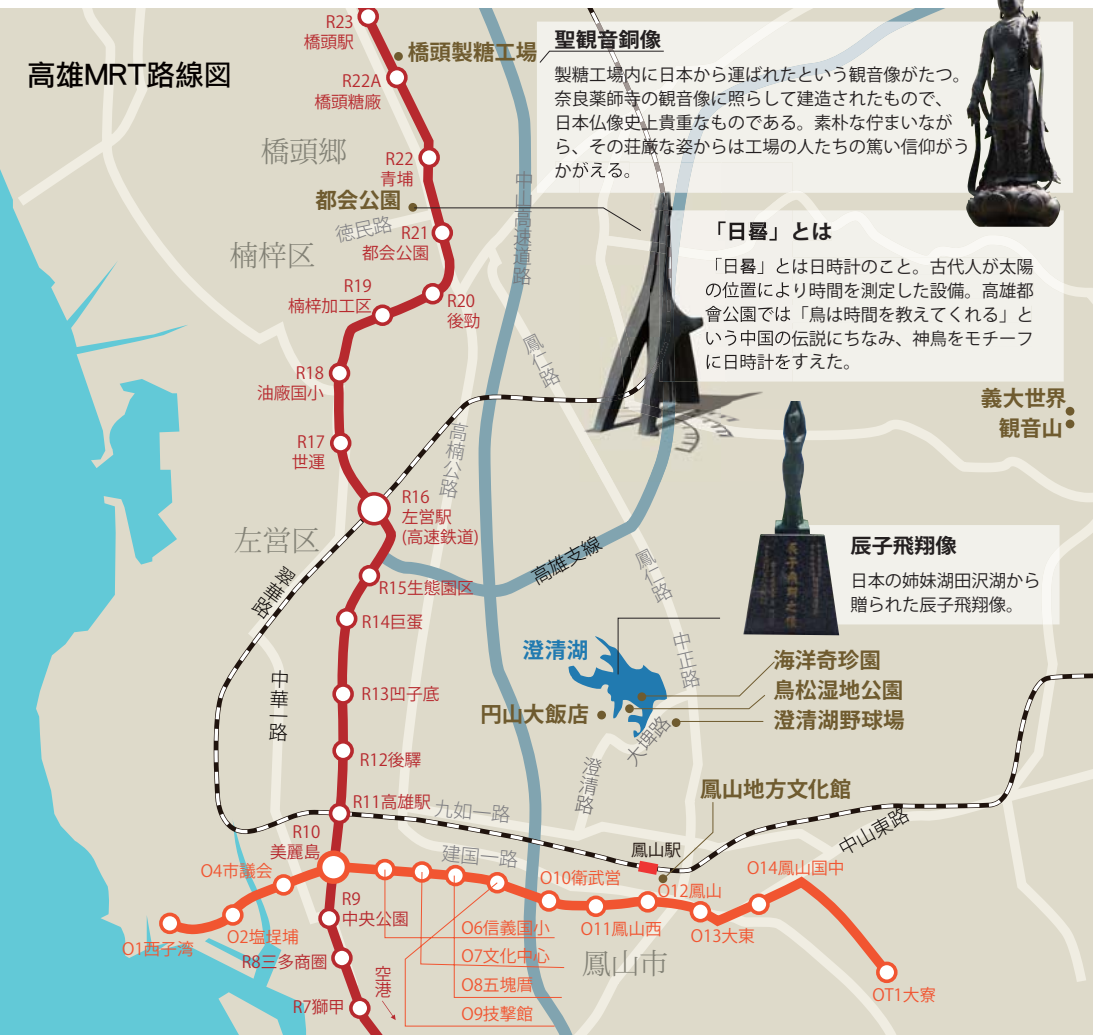 高雄MRT路線図
R23
橋頭駅
橋頭製糖工場
R22A
橋頭糖廠
橋頭郷
R22
青埔
都会公園
徳民路
R21
都会公園
楠梓区
R19
楠梓加工区
R20
後勁
中山高速道路
鳳仁路
R18
油廠国小
R17
世運
高楠公路
R16
左営駅
(高速鉄道)
左営区
翠華路
R15生態園区
高雄支線
鳳仁路
R14巨蛋
中正路
中華一路
R13凹子底
R12後驛
R11高雄駅
九如一路
R10
美麗島
建国一路
聖観音銅像
製糖工場内に日本から運ばれたという観音像がたつ。
奈良薬師寺の観音像に照らして建造されたもので、
日本仏像史上貴重なものである。素朴な佇まいなが
ら、その荘厳な姿からは工場の人たちの篤い信仰がう
かがえる。
「日晷」とは
「日晷」とは日時計のこと。古代人が太陽
の位置により時間を測定した設備。高雄都
會公園では「鳥は時間を教えてくれる」と
いう中国の伝説にちなみ、神鳥をモチーフ
に日時計をすえた。
義大世界
観音山
辰子飛翔像
日本の姉妹湖田沢湖から
贈られた辰子飛翔像。
辰子飛翔之像
澄清湖
海洋奇珍園
鳥松湿地公園
円山大飯店
澄清湖野球場
大埤路
澄清路
鳳山地方文化館
中山東路
鳳山駅
O4市議会
O10衛武営
O12鳳山
O14鳳山国中
R9
中央公園
O6信義国小
O11鳳山西
O13大東
O1西子湾
O2塩埕埔
O7文化中心
R8三多商圏
鳳山市
空港
O8五塊厝
OT1大寮
R7獅甲
O9技撃館